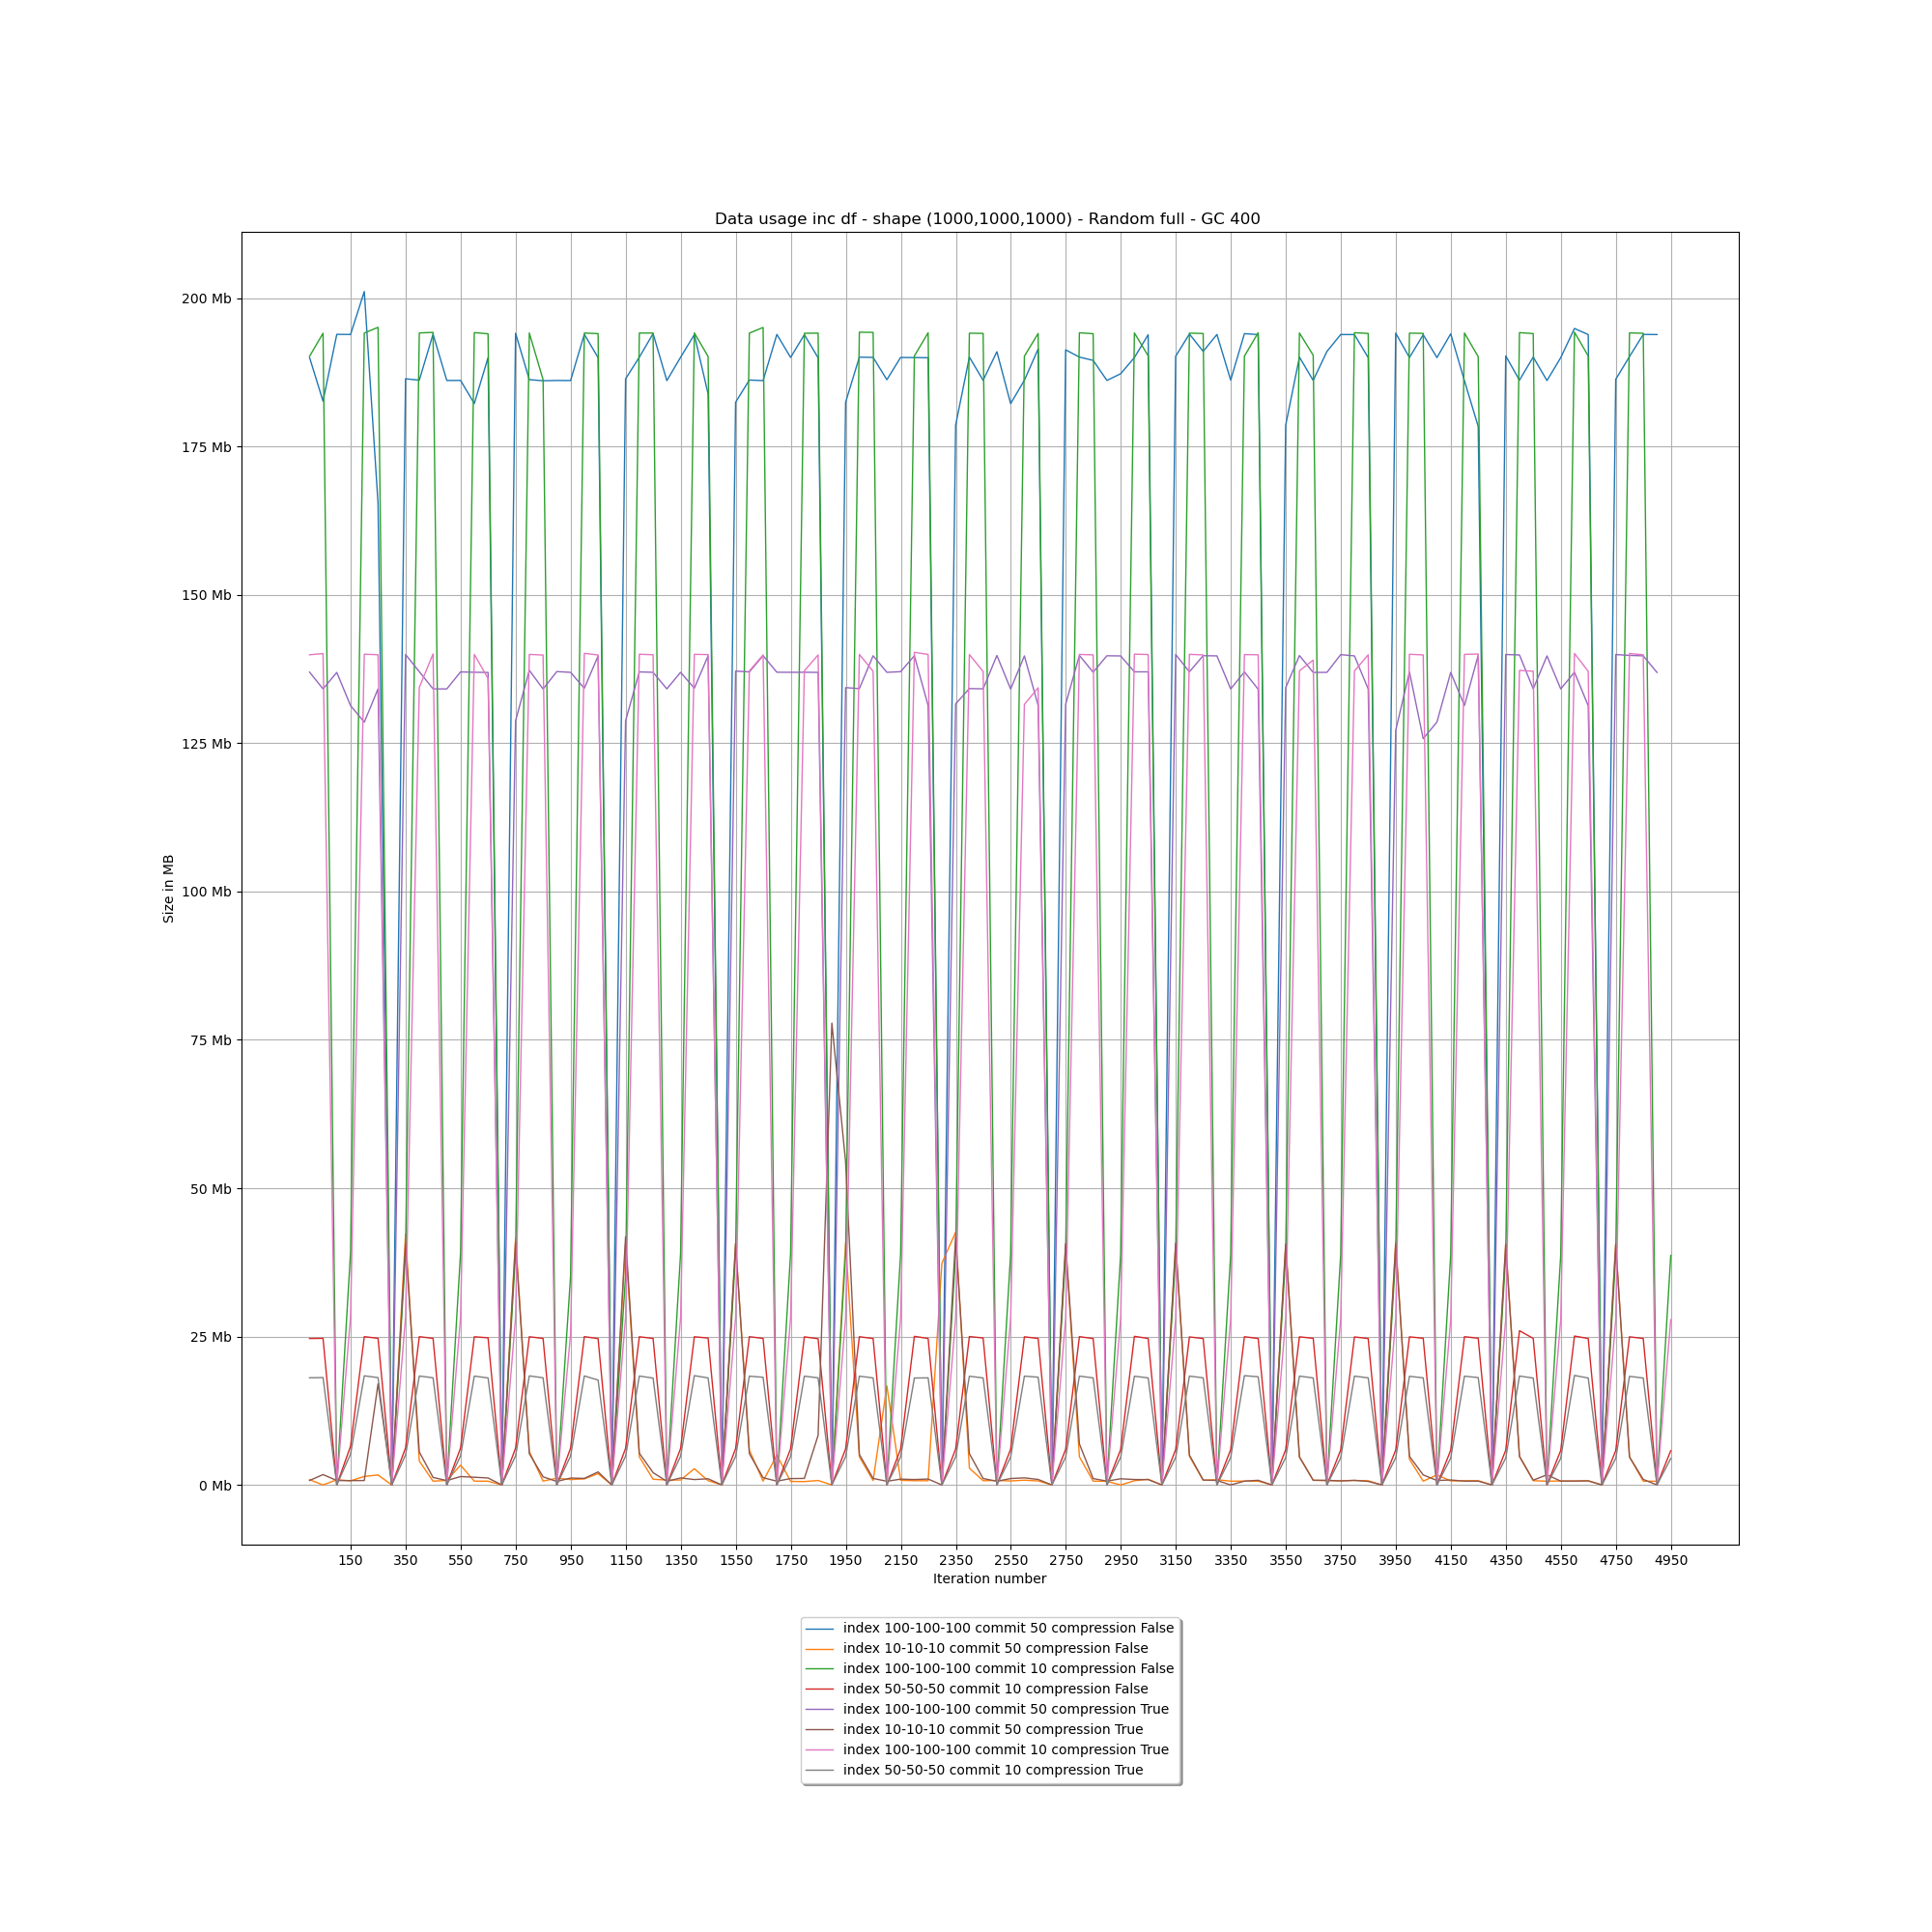 Data usage inc df - shape (1000,1000,1000) - Random full - GC 400
200 Mb
175 Mb
150 Mb
125 Mb
100 Mb
75 Mb
50 Mb
25 Mb
0 Mb
Size in MB
150 350 550 750 950 1150 1350 1550 1750 1950 2150 2350 2550 2750 2950 3150 3350 3550 3750 3950 4150 4350 4550 4750 4950
Iteration number
index 100-100-100 commit 50 compression False
index 10-10-10 commit 50 compression False
index 100-100-100 commit 10 compression False
index 50-50-50 commit 10 compression False
index 100-100-100 commit 50 compression True
index 10-10-10 commit 50 compression True
index 100-100-100 commit 10 compression True
index 50-50-50 commit 10 compression True